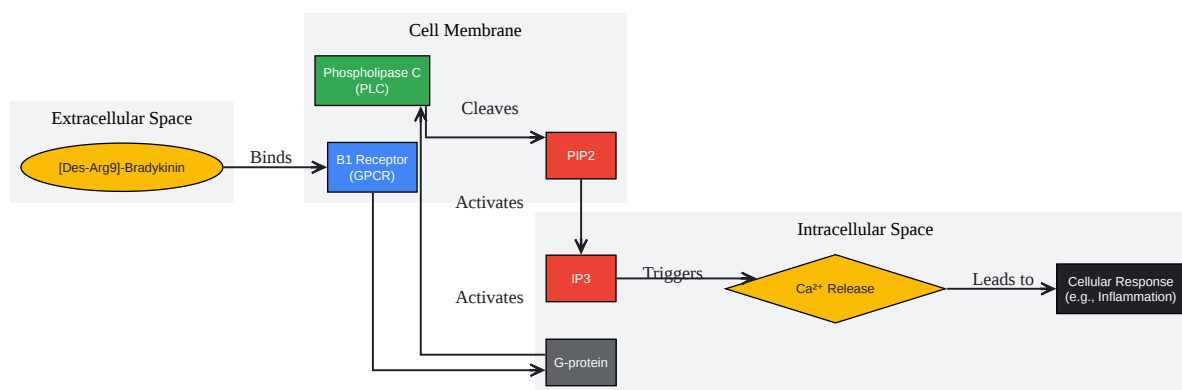 Cell Membrane
Phospholipase C
(PLC)
Cleaves
Extracellular Space
[Des-Arg9]-Bradykinin
Binds
B1 Receptor
(GPCR)
PIP2
Activates
Intracellular Space
IP3
Triggers
Ca²⁺ Release
Leads to
Cellular Response
(e.g., Inflammation)
Activates
G-protein